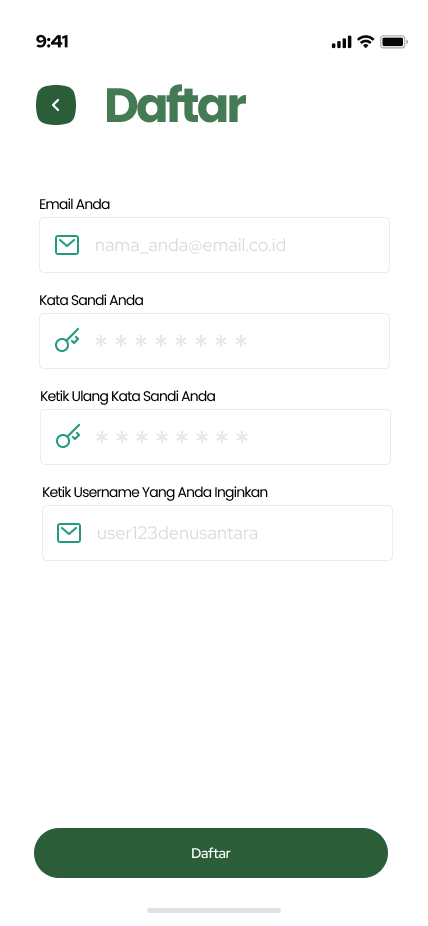 9:41
Daftar
Email Anda
nama_anda@email.co.id
Kata Sandi Anda
* * * * * * * *
Ketik Ulang Kata Sandi Anda
* * * * * * * *
Ketik Username Yang Anda Inginkan
user123denusantara
Daftar